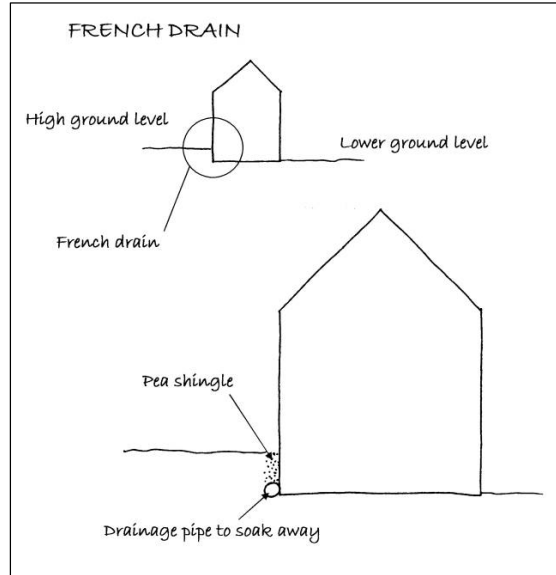 FRENCH DRAIN
High ground level
Lower ground level
French drain
Pea shingle
Drainage pipe to soak away